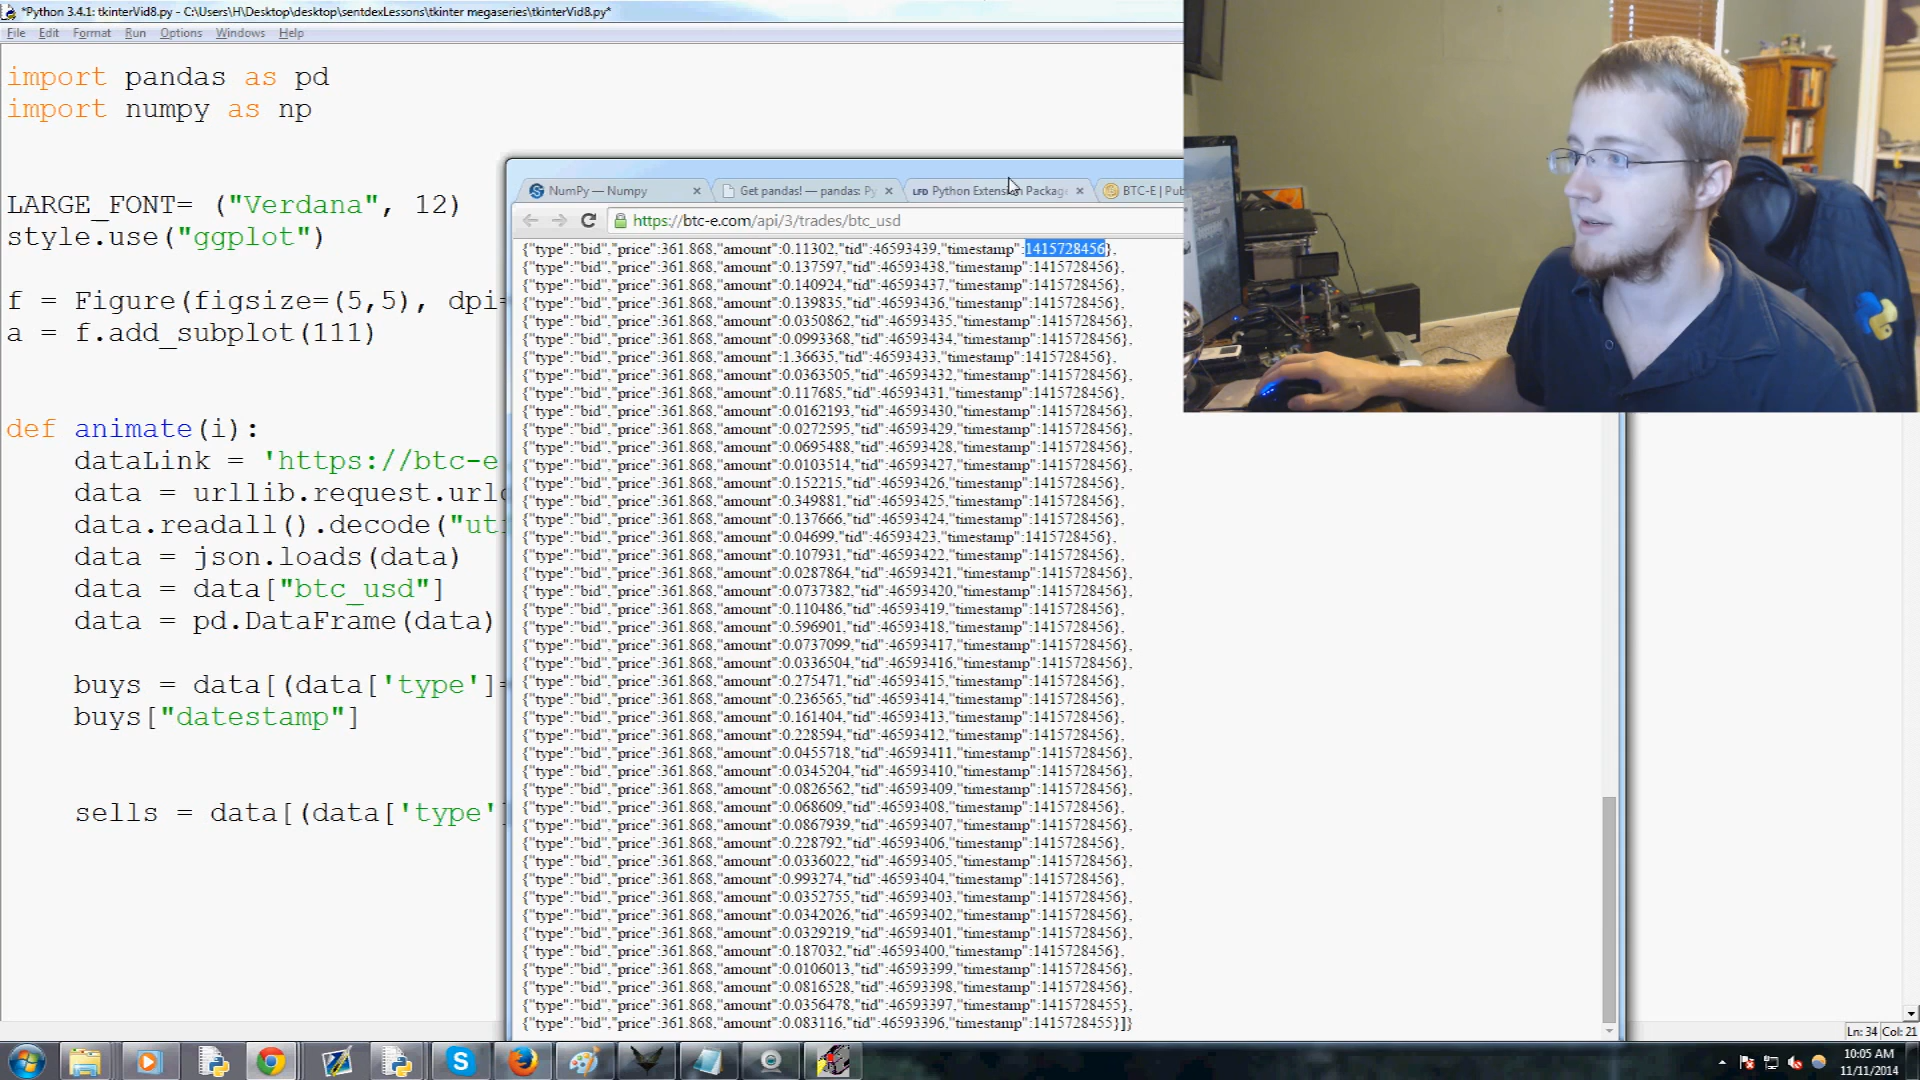 *Python 3.4.1: tkinterVid8.py - C:\Users\H\Desktop\desktop\sentdexLessons\tkinter megaseries\tkinterVid8.py*
File Edit Format Run Options Windows Help
import pandas as pd
import numpy as np
LARGE_FONT= ("Verdana", 12)
style.use("ggplot")
f = Figure(figsize=(5,5), dpi=
a = f.add_subplot(111)
def animate(i):
dataLink = 'https://btc-e
data = urllib.request.urlo
data.readall().decode("ut
data = json.loads(data)
data = data["btc_usd"]
data = pd.DataFrame(data)
buys = data[(data['type']=
buys["datestamp"]
sells = data[(data['type'
NumPy — Numpy
Get pandas! — pandas: Py
LFD Python Extension Package
BTC-E | Pub
https://btc-e.com/api/3/trades/btc_usd
{"type":"bid","price":361.868,"amount":0.11302,"tid":46593439,"timestamp":1415728456},
{"type":"bid","price":361.868,"amount":0.137597,"tid":46593438,"timestamp":1415728456},
{"type":"bid","price":361.868,"amount":0.140924,"tid":46593437,"timestamp":1415728456},
{"type":"bid","price":361.868,"amount":0.139835,"tid":46593436,"timestamp":1415728456},
{"type":"bid","price":361.868,"amount":0.0350862,"tid":46593435,"timestamp":1415728456},
{"type":"bid","price":361.868,"amount":0.0993368,"tid":46593434,"timestamp":1415728456},
{"type":"bid","price":361.868,"amount":1.36635,"tid":46593433,"timestamp":1415728456},
{"type":"bid","price":361.868,"amount":0.0363505,"tid":46593432,"timestamp":1415728456},
{"type":"bid","price":361.868,"amount":0.117685,"tid":46593431,"timestamp":1415728456},
{"type":"bid","price":361.868,"amount":0.0162193,"tid":46593430,"timestamp":1415728456},
{"type":"bid","price":361.868,"amount":0.0272595,"tid":46593429,"timestamp":1415728456},
{"type":"bid","price":361.868,"amount":0.0695488,"tid":46593428,"timestamp":1415728456},
{"type":"bid","price":361.868,"amount":0.0103514,"tid":46593427,"timestamp":1415728456},
{"type":"bid","price":361.868,"amount":0.152215,"tid":46593426,"timestamp":1415728456},
{"type":"bid","price":361.868,"amount":0.349881,"tid":46593425,"timestamp":1415728456},
{"type":"bid","price":361.868,"amount":0.137666,"tid":46593424,"timestamp":1415728456},
{"type":"bid","price":361.868,"amount":0.04699,"tid":46593423,"timestamp":1415728456},
{"type":"bid","price":361.868,"amount":0.107931,"tid":46593422,"timestamp":1415728456},
{"type":"bid","price":361.868,"amount":0.0287864,"tid":46593421,"timestamp":1415728456},
{"type":"bid","price":361.868,"amount":0.0737382,"tid":46593420,"timestamp":1415728456},
{"type":"bid","price":361.868,"amount":0.110486,"tid":46593419,"timestamp":1415728456},
{"type":"bid","price":361.868,"amount":0.596901,"tid":46593418,"timestamp":1415728456},
{"type":"bid","price":361.868,"amount":0.0737099,"tid":46593417,"timestamp":1415728456},
{"type":"bid","price":361.868,"amount":0.0336504,"tid":46593416,"timestamp":1415728456},
{"type":"bid","price":361.868,"amount":0.275471,"tid":46593415,"timestamp":1415728456},
{"type":"bid","price":361.868,"amount":0.236565,"tid":46593414,"timestamp":1415728456},
{"type":"bid","price":361.868,"amount":0.161404,"tid":46593413,"timestamp":1415728456},
{"type":"bid","price":361.868,"amount":0.228594,"tid":46593412,"timestamp":1415728456},
{"type":"bid","price":361.868,"amount":0.0455718,"tid":46593411,"timestamp":1415728456},
{"type":"bid","price":361.868,"amount":0.0345204,"tid":46593410,"timestamp":1415728456},
{"type":"bid","price":361.868,"amount":0.0826562,"tid":46593409,"timestamp":1415728456},
{"type":"bid","price":361.868,"amount":0.068609,"tid":46593408,"timestamp":1415728456},
{"type":"bid","price":361.868,"amount":0.0867939,"tid":46593407,"timestamp":1415728456},
{"type":"bid","price":361.868,"amount":0.228792,"tid":46593406,"timestamp":1415728456},
{"type":"bid","price":361.868,"amount":0.0336022,"tid":46593405,"timestamp":1415728456},
{"type":"bid","price":361.868,"amount":0.993274,"tid":46593404,"timestamp":1415728456},
{"type":"bid","price":361.868,"amount":0.0352755,"tid":46593403,"timestamp":1415728456},
{"type":"bid","price":361.868,"amount":0.0342026,"tid":46593402,"timestamp":1415728456},
{"type":"bid","price":361.868,"amount":0.0329219,"tid":46593401,"timestamp":1415728456},
{"type":"bid","price":361.868,"amount":0.187032,"tid":46593400,"timestamp":1415728456},
{"type":"bid","price":361.868,"amount":0.0106013,"tid":46593399,"timestamp":1415728456},
{"type":"bid","price":361.868,"amount":0.0816528,"tid":46593398,"timestamp":1415728456},
{"type":"bid","price":361.868,"amount":0.0356478,"tid":46593397,"timestamp":1415728455},
{"type":"bid","price":361.868,"amount":0.083116,"tid":46593396,"timestamp":1415728455}]}
Ln: 34 Col: 21
10:05 AM
11/11/2014